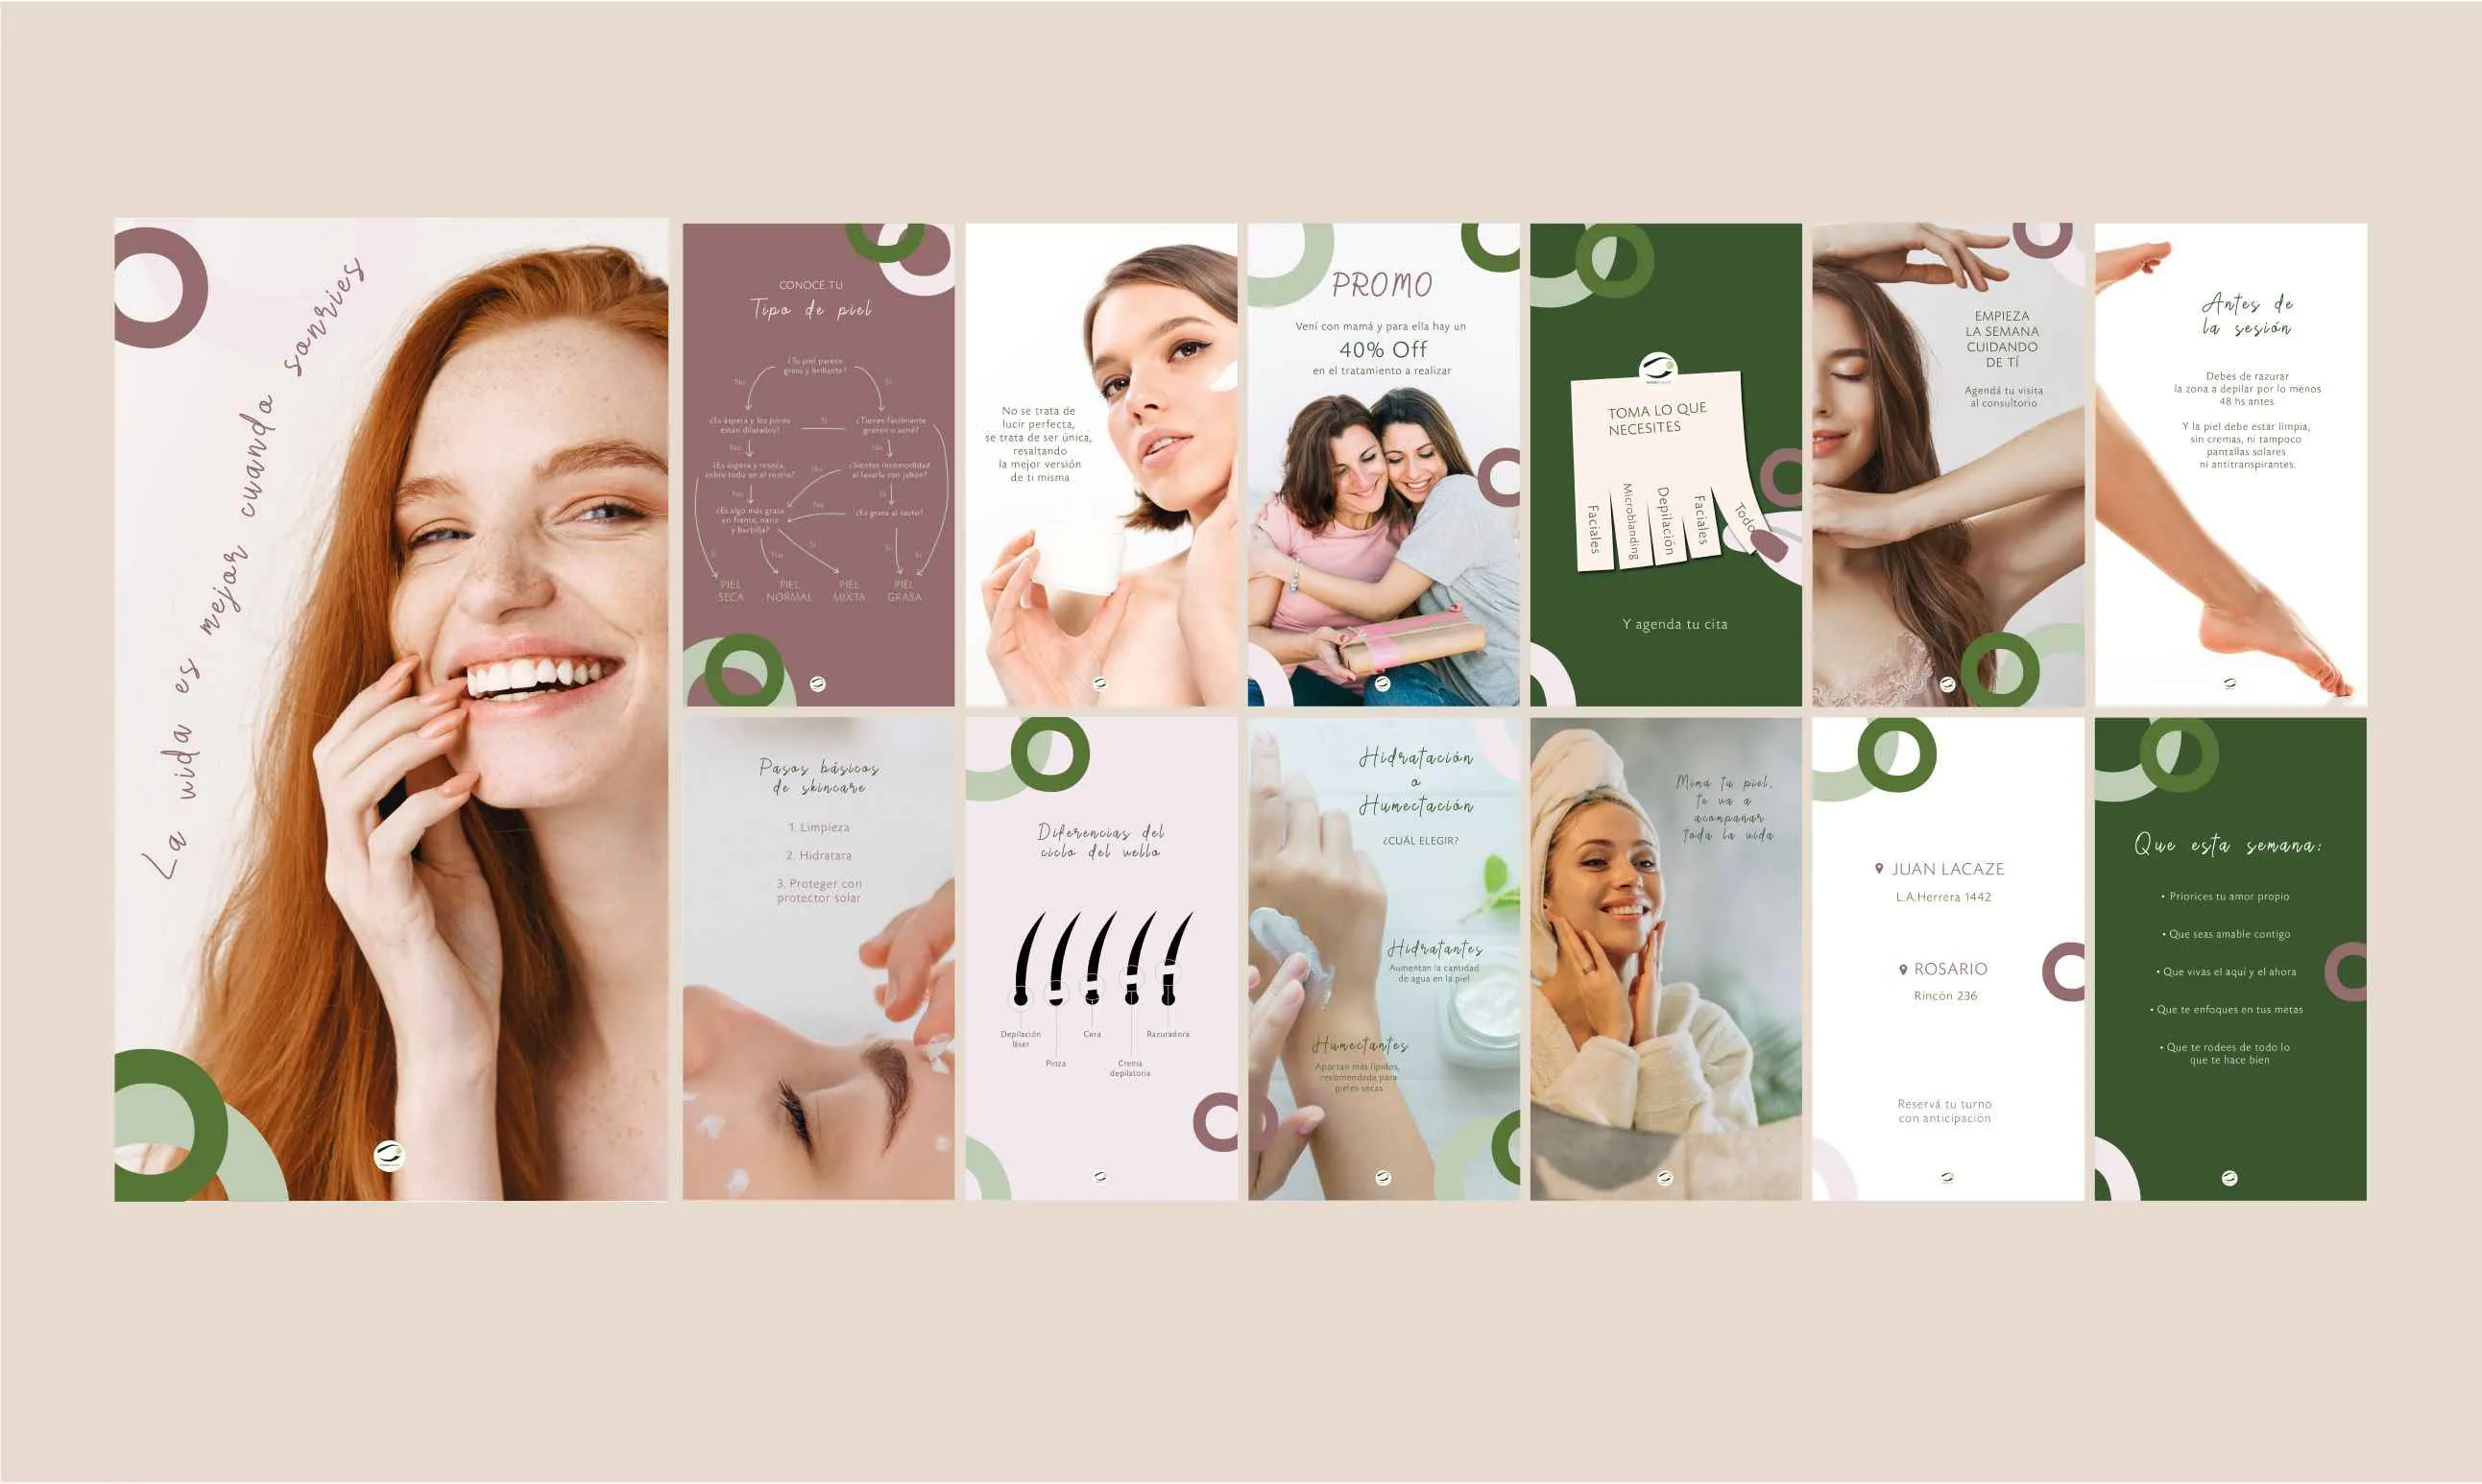 La vida es mejor cuando sonries
CONOCE TU
Tipo de piel
¿Tu piel parece
grasa y brillante?
No
Si
¿Es áspera y los poros
están dilatados?
Si
¿Tienes facilmente
granos o acné?
No
No
¿Es áspera y reseca,
sobre todo en el rostro?
No
¿Sientes incomodidad
al lavarla con jabón?
No
Si
¿Es algo más grasa
en frente, nariz
y barbilla?
No
¿Es grasa al tacto?
Si
No
Si
Si
Si
PIEL
SECA
PIEL
NORMAL
PIEL
MIXTA
PIEL
GRASA
No se trata de
lucir perfecta,
se trata de ser única,
resaltando
la mejor versión
de ti misma
PROMO
Vení con mamá y para ella hay un
40% Off
en el tratamiento a realizar
TOMA LO QUE
NECESITES
Faciales
Microblanding
Depilación
Faciales
Todo
Y agenda tu cita
EMPIEZA
LA SEMANA
CUIDANDO
DE TÍ
Agendá tu visita
al consultorio
Antes de
la sesión
Debes de razurar
la zona a depilar por lo menos
48 hs antes.
Y la piel debe estar limpia,
sin cremas, ni tampoco
pantallas solares
ni antitranspirantes.
Pasos básicos
de skincare
1. Limpieza
2. Hidratara
3. Proteger con
protector solar
Diferencias del
ciclo del vello
Depilación
láser
Pinza
Cera
Crema
depilatoria
Razuradora
Hidratación
o
Humectación
¿CUÁL ELEGIR?
Hidratantes
Aumentan la cantidad
de agua en la piel
Humectantes
Aportan más lípidos,
recomendada para
pieles secas
Mimá tu piel,
te va a
acompañar
toda la vida
JUAN LACAZE
L.A.Herrera 1442
ROSARIO
Rincón 236
Reservá tu turno
con anticipación
Que esta semana:
• Priorices tu amor propio
• Que seas amable contigo
• Que vivas el aquí y el ahora
• Que te enfoques en tus metas
• Que te rodees de todo lo
que te hace bien